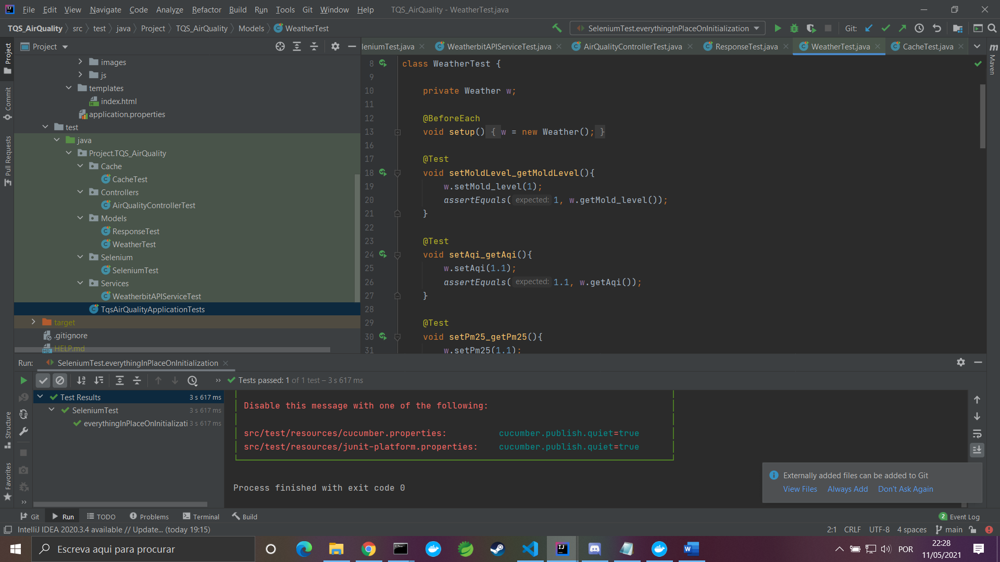 File Edit View Navigate Code Analyze Refactor Build Run Tools Git Window Help TQS_AirQuality - WeatherTest.java
TQS_AirQuality src test java Project TQS_AirQuality Models WeatherTest SeleniumTest.everythingInPlaceOnInitialization Git:
Project
leniumTest.java WeatherbitAPIServiceTest.java AirQualityControllerTest.java ResponseTest.java WeatherTest.java CacheTest.java
Project
Commit
Pull Requests
Structure
Favorites
Maven
images
js
templates
index.html
application.properties
test
java
Project.TQS_AirQuality
Cache
CacheTest
Controllers
AirQualityControllerTest
Models
ResponseTest
WeatherTest
Selenium
SeleniumTest
Services
WeatherbitAPIServiceTest
TqsAirQualityApplicationTests
target
.gitignore
HELP.md
8 class WeatherTest {
9
10 private Weather w;
11
12 @BeforeEach
13 void setup() { w = new Weather(); }
16
17 @Test
18 void setMoldLevel_getMoldLevel(){
19 w.setMold_level(1);
20 assertEquals( expected: 1, w.getMold_level());
21 }
22
23 @Test
24 void setAqi_getAqi(){
25 w.setAqi(1.1);
26 assertEquals( expected: 1.1, w.getAqi());
27 }
28
29 @Test
30 void setPm25_getPm25(){
31 w.setPm25(1.1);
Run: SeleniumTest.everythingInPlaceOnInitialization
Tests passed: 1 of 1 test – 3 s 617 ms
Test Results 3 s 617 ms
SeleniumTest 3 s 617 ms
everythingInPlaceOnInitializati 3 s 617 ms
Disable this message with one of the following:
src/test/resources/cucumber.properties: cucumber.publish.quiet=true
src/test/resources/junit-platform.properties: cucumber.publish.quiet=true
Process finished with exit code 0
Externally added files can be added to Git
View Files Always Add Don't Ask Again
Git Run TODO Problems Terminal Build 2 Event Log
IntelliJ IDEA 2020.3.4 available // Update... (today 19:15) 2:1 CRLF UTF-8 4 spaces main
Escreva aqui para procurar
POR
22:28
11/05/2021